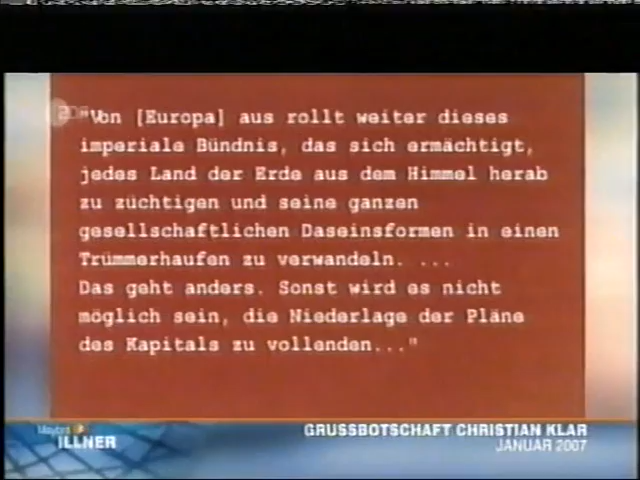 ZDF
"Von [Europa] aus rollt weiter dieses
imperiale Bündnis, das sich ermächtigt,
jedes Land der Erde aus dem Himmel herab
zu züchtigen und seine ganzen
gesellschaftlichen Daseinsformen in einen
Trümmerhaufen zu verwandeln. ...
Das geht anders. Sonst wird es nicht
möglich sein, die Niederlage der Pläne
des Kapitals zu vollenden..."
Maybrit
ILLNER
GRUSSBOTSCHAFT CHRISTIAN KLAR
JANUAR 2007